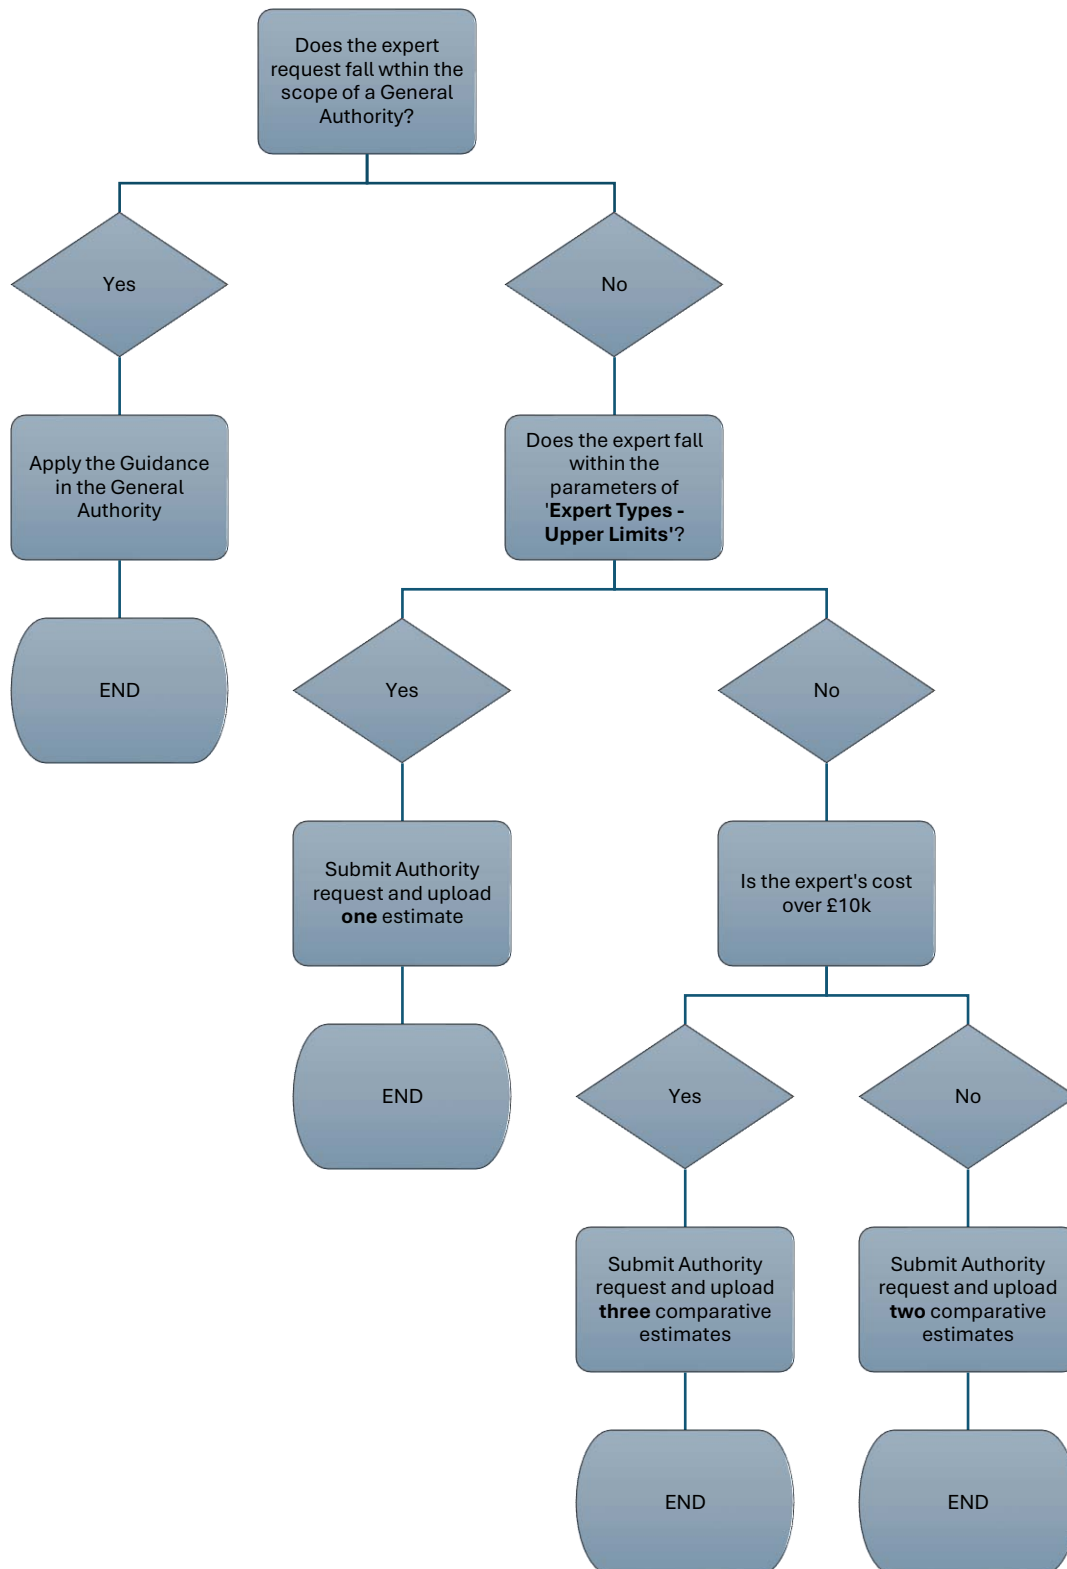 Does the expert
request fall wthin the
scope of a General
Authority?
Yes
No
Apply the Guidance
in the General
Authority
Does the expert fall
within the
parameters of
'Expert Types -
Upper Limits'?
END
Yes
No
Submit Authority
request and upload
one estimate
Is the expert's cost
over £10k
END
Yes
No
Submit Authority
request and upload
three comparative
estimates
Submit Authority
request and upload
two comparative
estimates
END
END